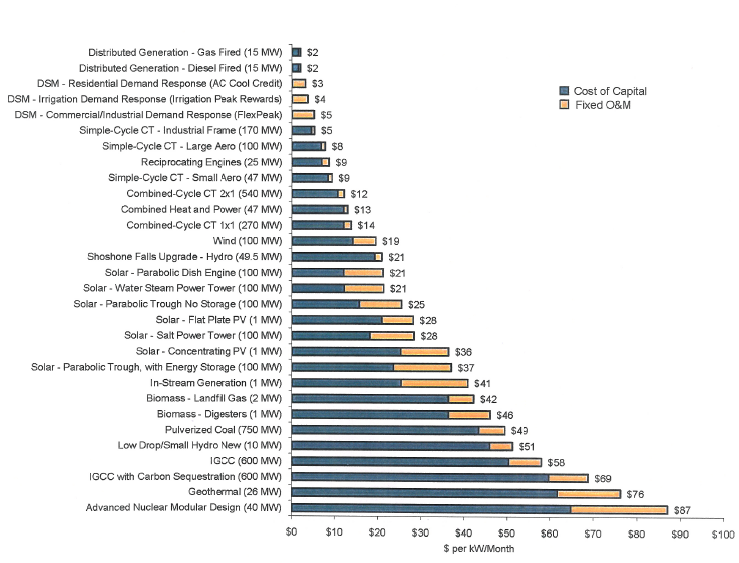 Distributed Generation - Gas Fired (15 MW) $2
Distributed Generation - Diesel Fired (15 MW) $2
DSM - Residential Demand Response (AC Cool Credit) $3
DSM - Irrigation Demand Response (Irrigation Peak Rewards) $4
DSM - Commercial/Industrial Demand Response (FlexPeak) $5
Simple-Cycle CT - Industrial Frame (170 MW) $5
Simple-Cycle CT - Large Aero (100 MW) $8
Reciprocating Engines (25 MW) $9
Simple-Cycle CT - Small Aero (47 MW) $9
Combined-Cycle CT 2x1 (540 MW) $12
Combined Heat and Power (47 MW) $13
Combined-Cycle CT 1x1 (270 MW) $14
Wind (100 MW) $19
Shoshone Falls Upgrade - Hydro (49.5 MW) $21
Solar - Parabolic Dish Engine (100 MW) $21
Solar - Water Steam Power Tower (100 MW) $21
Solar - Parabolic Trough No Storage (100 MW) $25
Solar - Flat Plate PV (1 MW) $28
Solar - Salt Power Tower (100 MW) $28
Solar - Concentrating PV (1 MW) $36
Solar - Parabolic Trough, with Energy Storage (100 MW) $37
In-Stream Generation (1 MW) $41
Biomass - Landfill Gas (2 MW) $42
Biomass - Digesters (1 MW) $46
Pulverized Coal (750 MW) $49
Low Drop/Small Hydro New (10 MW) $51
IGCC (600 MW) $58
IGCC with Carbon Sequestration (600 MW) $69
Geothermal (26 MW) $76
Advanced Nuclear Modular Design (40 MW) $87
Cost of Capital
Fixed O&M
$0 $10 $20 $30 $40 $50 $60 $70 $80 $90 $100
$ per kW/Month